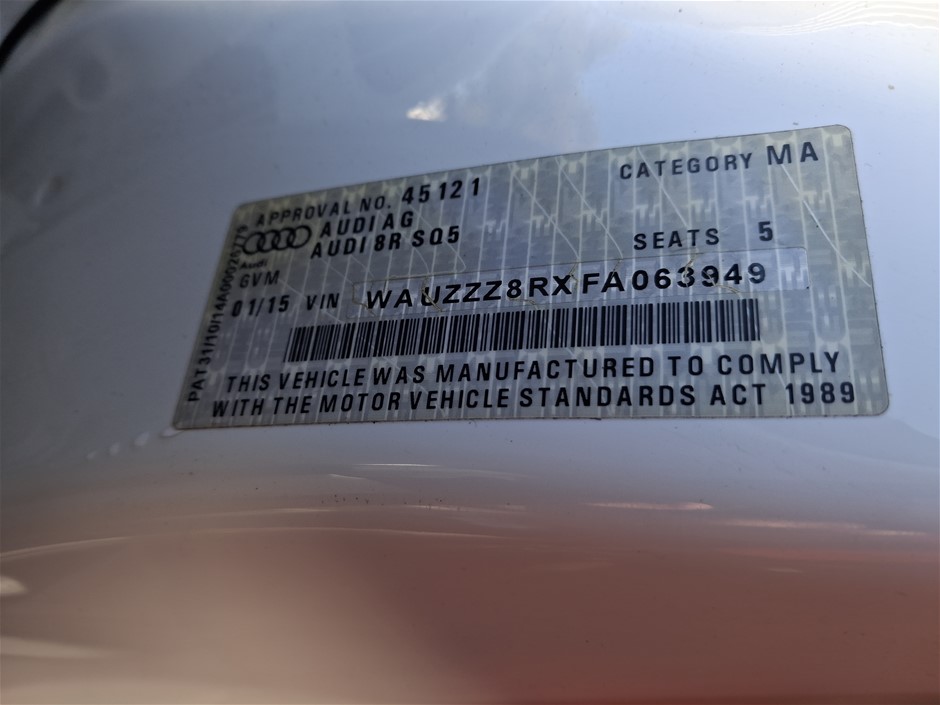 APPROVAL NO. 45121
CATEGORY MA
AUDI AG
AUDI 8R SQ5
SEATS 5
Audi
GVM
01/15 VIN WAUZZZ8RXFA063949
THIS VEHICLE WAS MANUFACTURED TO COMPLY
WITH THE MOTOR VEHICLE STANDARDS ACT 1989